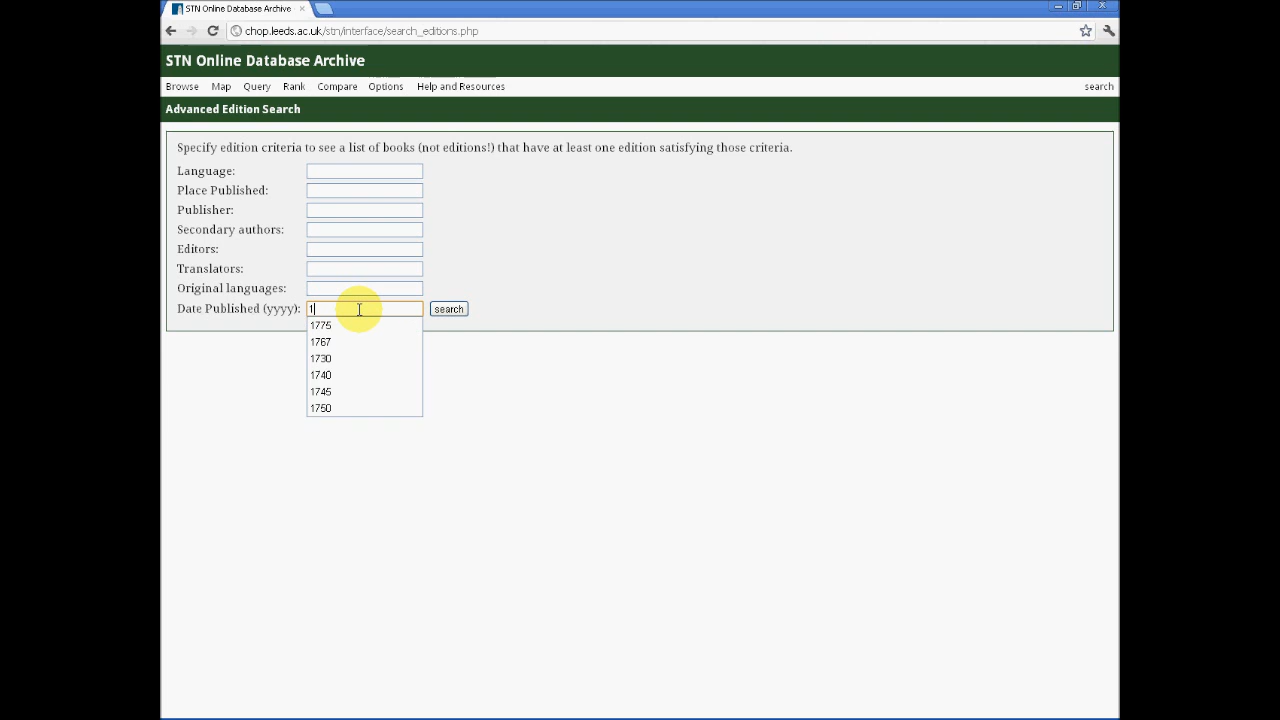 STN Online Database Archive
chop.leeds.ac.uk/stn/interface/search_editions.php
STN Online Database Archive
Browse Map Query Rank Compare Options Help and Resources search
Advanced Edition Search
Specify edition criteria to see a list of books (not editions!) that have at least one edition satisfying those criteria.
Language:
Place Published:
Publisher:
Secondary authors:
Editors:
Translators:
Original languages:
Date Published (yyyy): 1 search
1775
1767
1730
1740
1745
1750